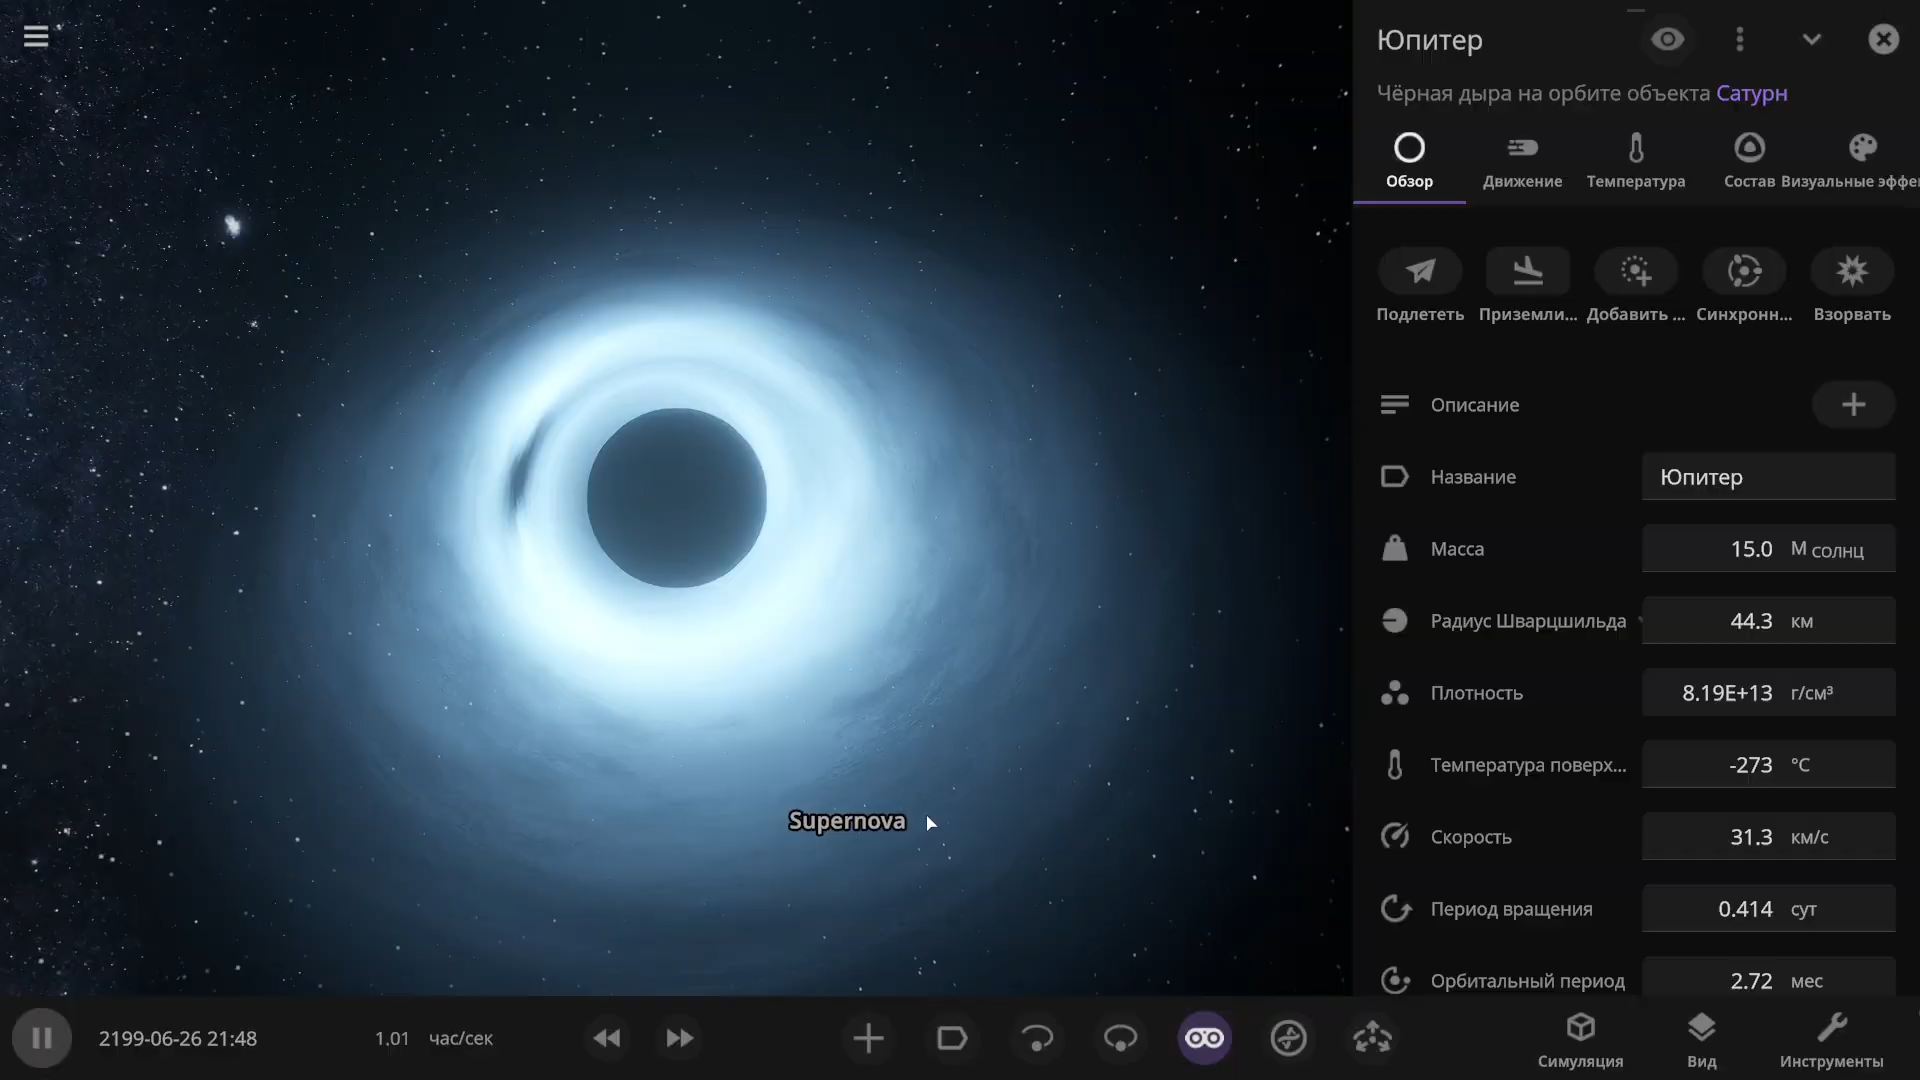 Юпитер
Чёрная дыра на орбите объекта Сатурн
Обзор
Движение
Температура
Состав
Визуальные эффе
Подлететь
Приземли...
Добавить ...
Синхронн...
Взорвать
Описание
Название
Юпитер
Масса
15.0 М солнц
Радиус Шварцшильда
44.3 км
Плотность
8.19E+13 г/см³
Температура поверх...
-273 °C
Скорость
31.3 км/с
Период вращения
0.414 сут
Орбитальный период
2.72 мес
Supernova
2199-06-26 21:48
1.01 час/сек
Симуляция
Вид
Инструменты